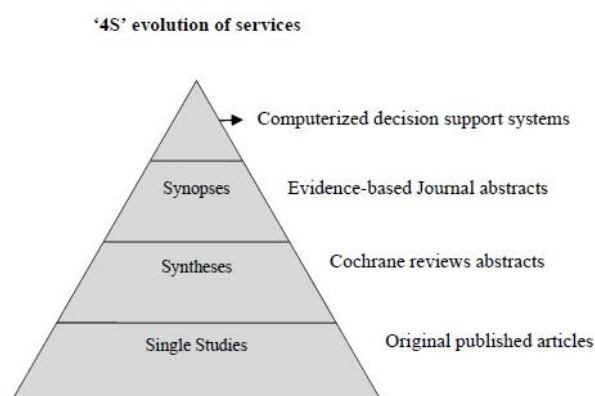 ‘4S’ evolution of services
Computerized decision support systems
Synopses Evidence-based Journal abstracts
Syntheses Cochrane reviews abstracts
Single Studies Original published articles